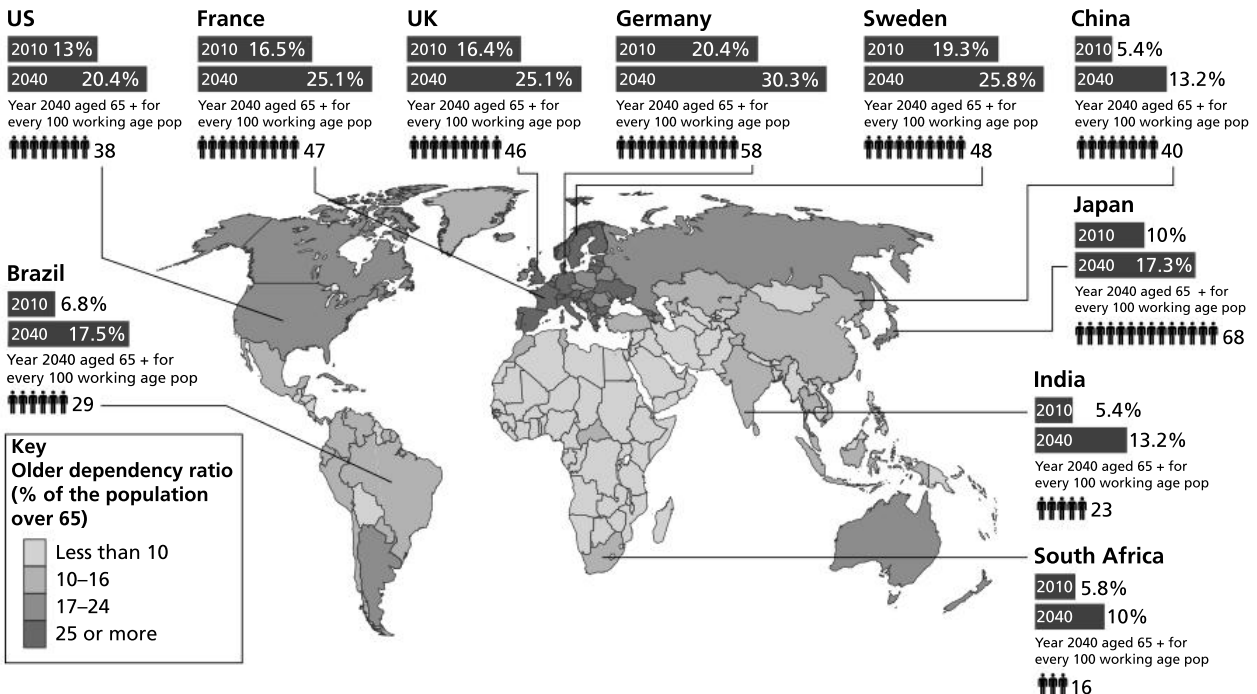 US
2010 13%
2040 20.4%
Year 2040 aged 65 + for
every 100 working age pop
38
France
2010 16.5%
2040 25.1%
Year 2040 aged 65 + for
every 100 working age pop
47
UK
2010 16.4%
2040 25.1%
Year 2040 aged 65 + for
every 100 working age pop
46
Germany
2010 20.4%
2040 30.3%
Year 2040 aged 65 + for
every 100 working age pop
58
Sweden
2010 19.3%
2040 25.8%
Year 2040 aged 65 + for
every 100 working age pop
48
China
2010 5.4%
2040 13.2%
Year 2040 aged 65 + for
every 100 working age pop
40
Japan
2010 10%
2040 17.3%
Year 2040 aged 65 + for
every 100 working age pop
68
Brazil
2010 6.8%
2040 17.5%
Year 2040 aged 65 + for
every 100 working age pop
29
India
2010 5.4%
2040 13.2%
Year 2040 aged 65 + for
every 100 working age pop
23
South Africa
2010 5.8%
2040 10%
Year 2040 aged 65 + for
every 100 working age pop
16
Key
Older dependency ratio
(% of the population
over 65)
Less than 10
10–16
17–24
25 or more